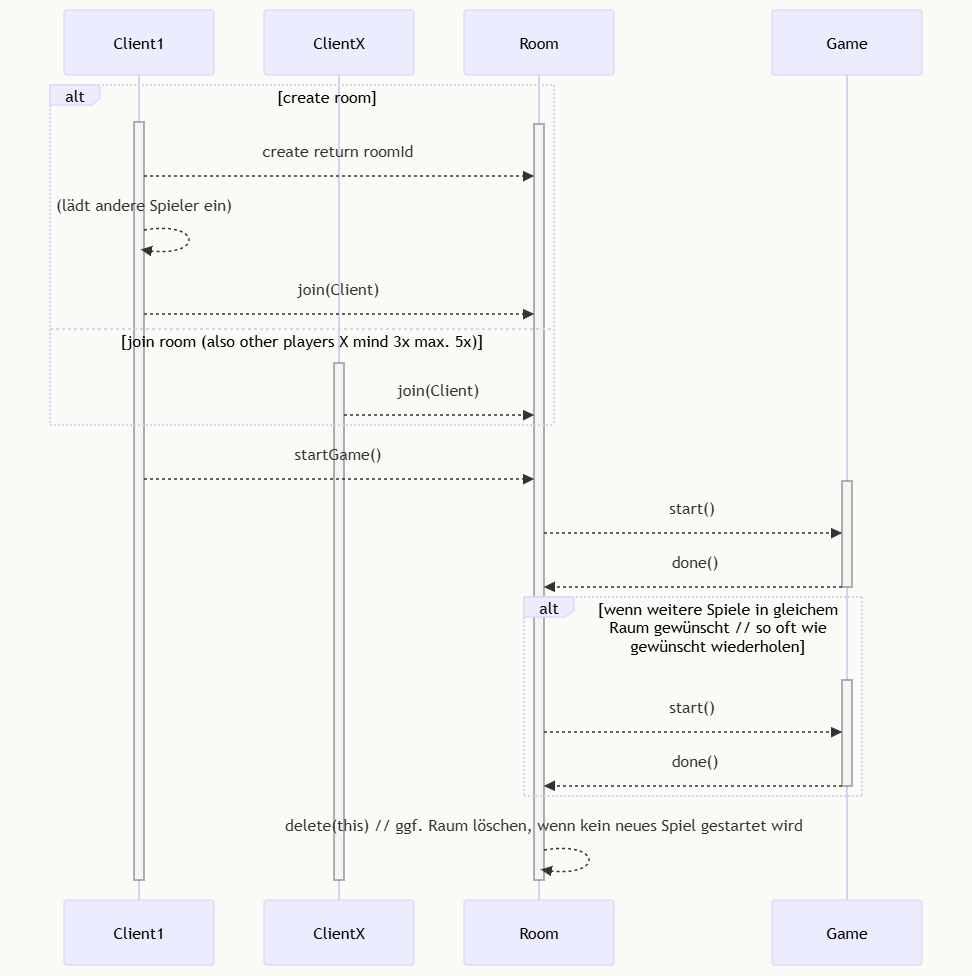 Client1
ClientX
Room
Game
alt
[create room]
create return roomId
(lädt andere Spieler ein)
join(Client)
[join room (also other players X mind 3x max. 5x)]
join(Client)
startGame()
start()
done()
alt
[wenn weitere Spiele in gleichem
Raum gewünscht // so oft wie
gewünscht wiederholen]
start()
done()
delete(this) // ggf. Raum löschen, wenn kein neues Spiel gestartet wird
Client1
ClientX
Room
Game